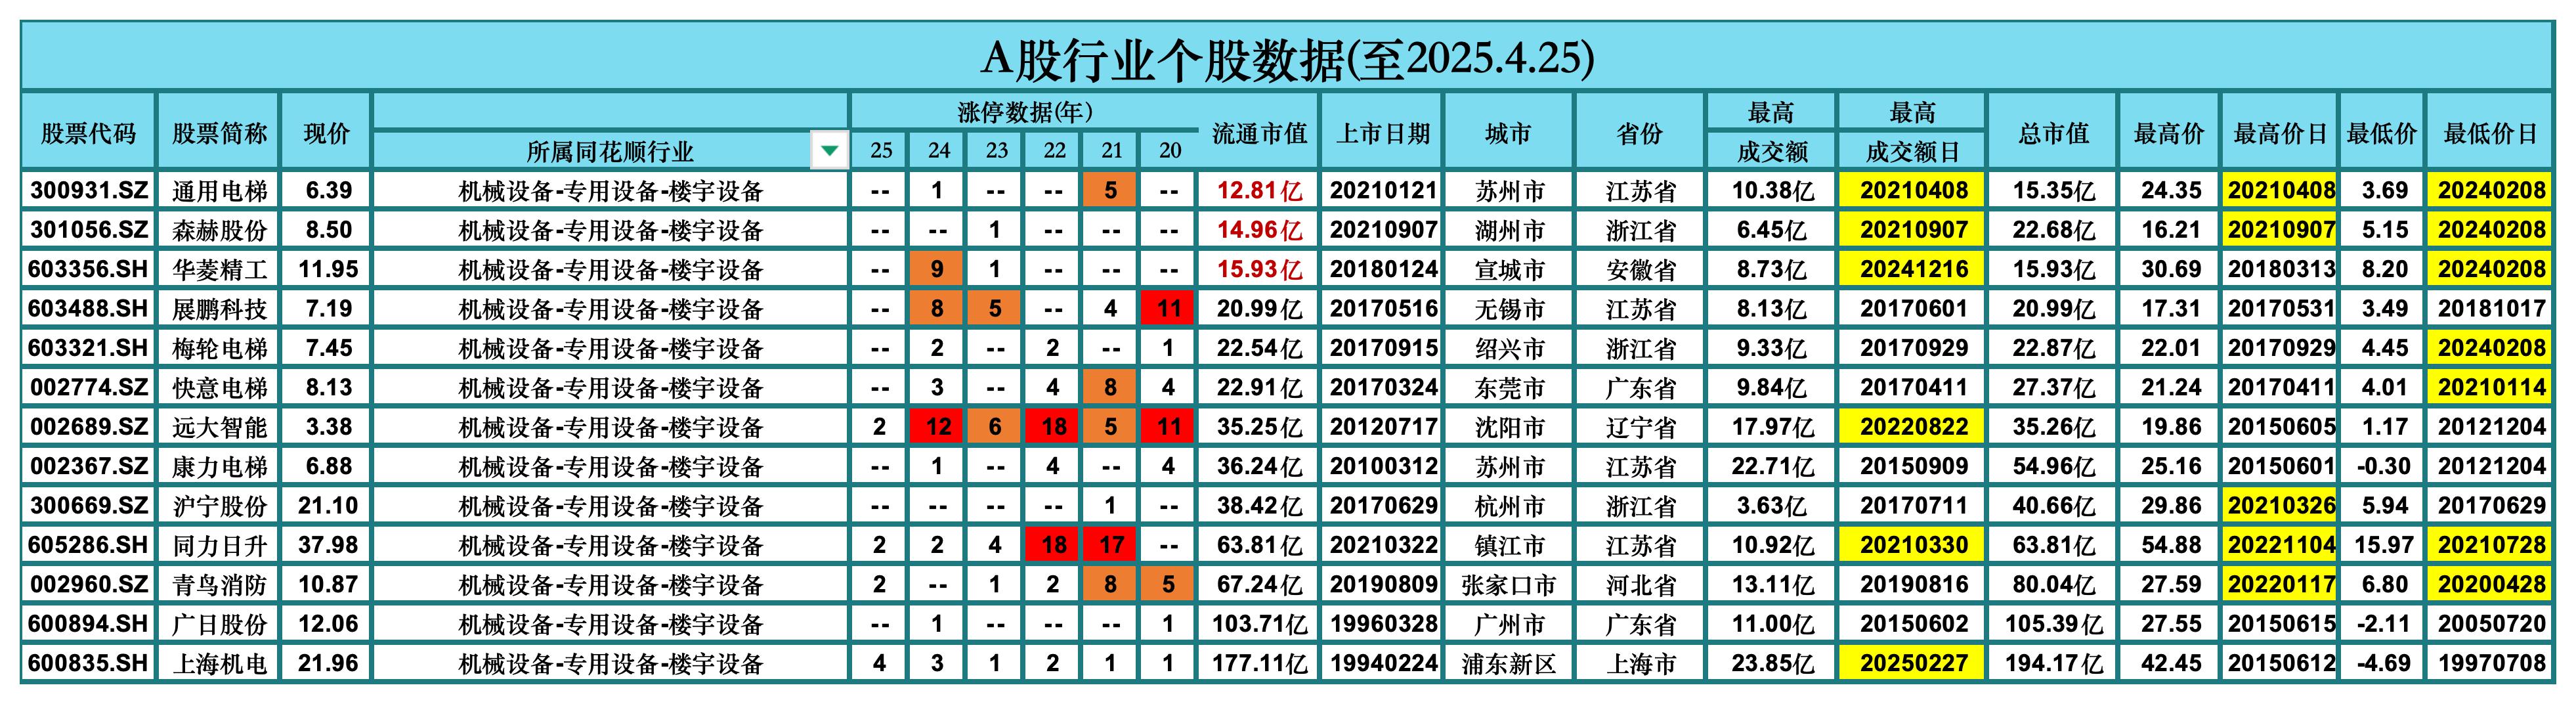 A股行业个股数据(至2025.4.25)
股票代码 股票简称 现价 所属同花顺行业 涨停数据(年) 25 24 23 22 21 20 流通市值 上市日期 城市 省份 最高成交额 最高成交额日 总市值 最高价 最高价日 最低价 最低价日
300931.SZ 通用电梯 6.39 机械设备-专用设备-楼宇设备 -- 1 -- -- 5 -- 12.81亿 20210121 苏州市 江苏省 10.38亿 20210408 15.35亿 24.35 20210408 3.69 20240208
301056.SZ 森赫股份 8.50 机械设备-专用设备-楼宇设备 -- -- 1 -- -- -- 14.96亿 20210907 湖州市 浙江省 6.45亿 20210907 22.68亿 16.21 20210907 5.15 20240208
603356.SH 华菱精工 11.95 机械设备-专用设备-楼宇设备 -- 9 1 -- -- -- 15.93亿 20180124 宣城市 安徽省 8.73亿 20241216 15.93亿 30.69 20180313 8.20 20240208
603488.SH 展鹏科技 7.19 机械设备-专用设备-楼宇设备 -- 8 5 -- 4 11 20.99亿 20170516 无锡市 江苏省 8.13亿 20170601 20.99亿 17.31 20170531 3.49 20181017
603321.SH 梅轮电梯 7.45 机械设备-专用设备-楼宇设备 -- 2 -- 2 -- 1 22.54亿 20170915 绍兴市 浙江省 9.33亿 20170929 22.87亿 22.01 20170929 4.45 20240208
002774.SZ 快意电梯 8.13 机械设备-专用设备-楼宇设备 -- 3 -- 4 8 4 22.91亿 20170324 东莞市 广东省 9.84亿 20170411 27.37亿 21.24 20170411 4.01 20210114
002689.SZ 远大智能 3.38 机械设备-专用设备-楼宇设备 2 12 6 18 5 11 35.25亿 20120717 沈阳市 辽宁省 17.97亿 20220822 35.26亿 19.86 20150605 1.17 20121204
002367.SZ 康力电梯 6.88 机械设备-专用设备-楼宇设备 -- 1 -- 4 -- 4 36.24亿 20100312 苏州市 江苏省 22.71亿 20150909 54.96亿 25.16 20150601 -0.30 20121204
300669.SZ 沪宁股份 21.10 机械设备-专用设备-楼宇设备 -- -- -- -- 1 -- 38.42亿 20170629 杭州市 浙江省 3.63亿 20170711 40.66亿 29.86 20210326 5.94 20170629
605286.SH 同力日升 37.98 机械设备-专用设备-楼宇设备 2 2 4 18 17 -- 63.81亿 20210322 镇江市 江苏省 10.92亿 20210330 63.81亿 54.88 20221104 15.97 20210728
002960.SZ 青鸟消防 10.87 机械设备-专用设备-楼宇设备 2 -- 1 2 8 5 67.24亿 20190809 张家口市 河北省 13.11亿 20190816 80.04亿 27.59 20220117 6.80 20200428
600894.SH 广日股份 12.06 机械设备-专用设备-楼宇设备 -- 1 -- -- -- 1 103.71亿 19960328 广州市 广东省 11.00亿 20150602 105.39亿 27.55 20150615 -2.11 20050720
600835.SH 上海机电 21.96 机械设备-专用设备-楼宇设备 4 3 1 2 1 1 177.11亿 19940224 浦东新区 上海市 23.85亿 20250227 194.17亿 42.45 20150612 -4.69 19970708